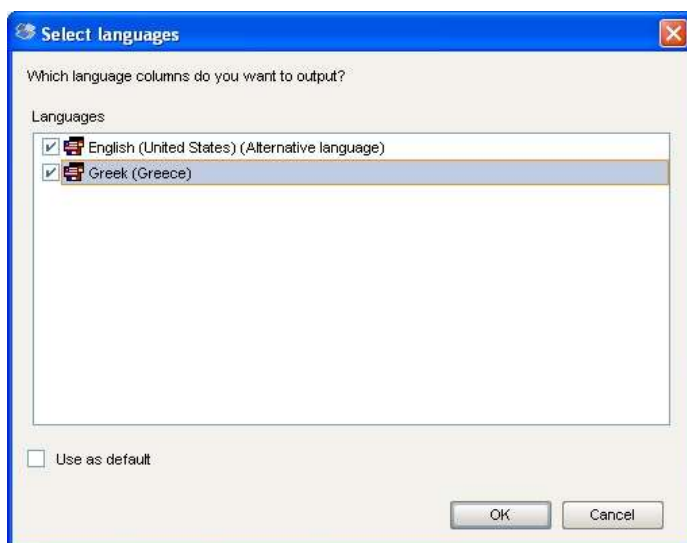 Select languages
Which language columns do you want to output?
Languages
English (United States) (Alternative language)
Greek (Greece)
Use as default
OK
Cancel